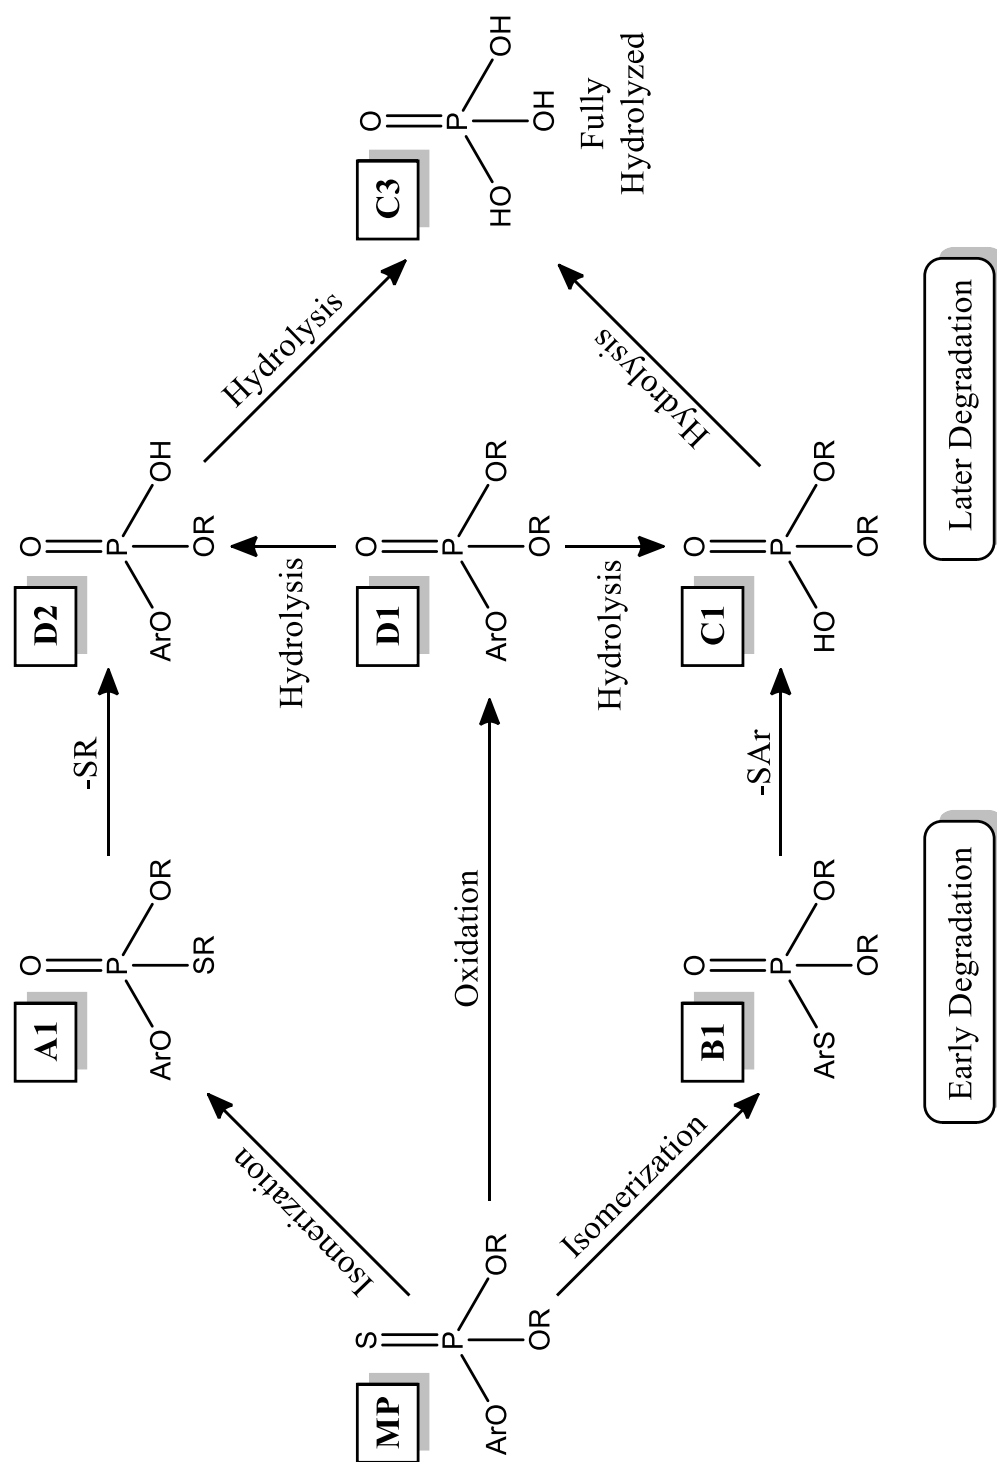 MP
S
P
ArO
OR
OR
Isomerization
Oxidation
Isomerization
A1
O
P
ArO
SR
OR
-SR
D2
O
P
ArO
OR
OH
Hydrolysis
D1
O
P
ArO
OR
OR
Hydrolysis
B1
O
P
ArS
OR
OR
-SAr
C1
O
P
HO
OR
OR
Hydrolysis
Hydrolysis
C3
O
P
HO
OH
OH
Fully
Hydrolyzed
Early Degradation
Later Degradation